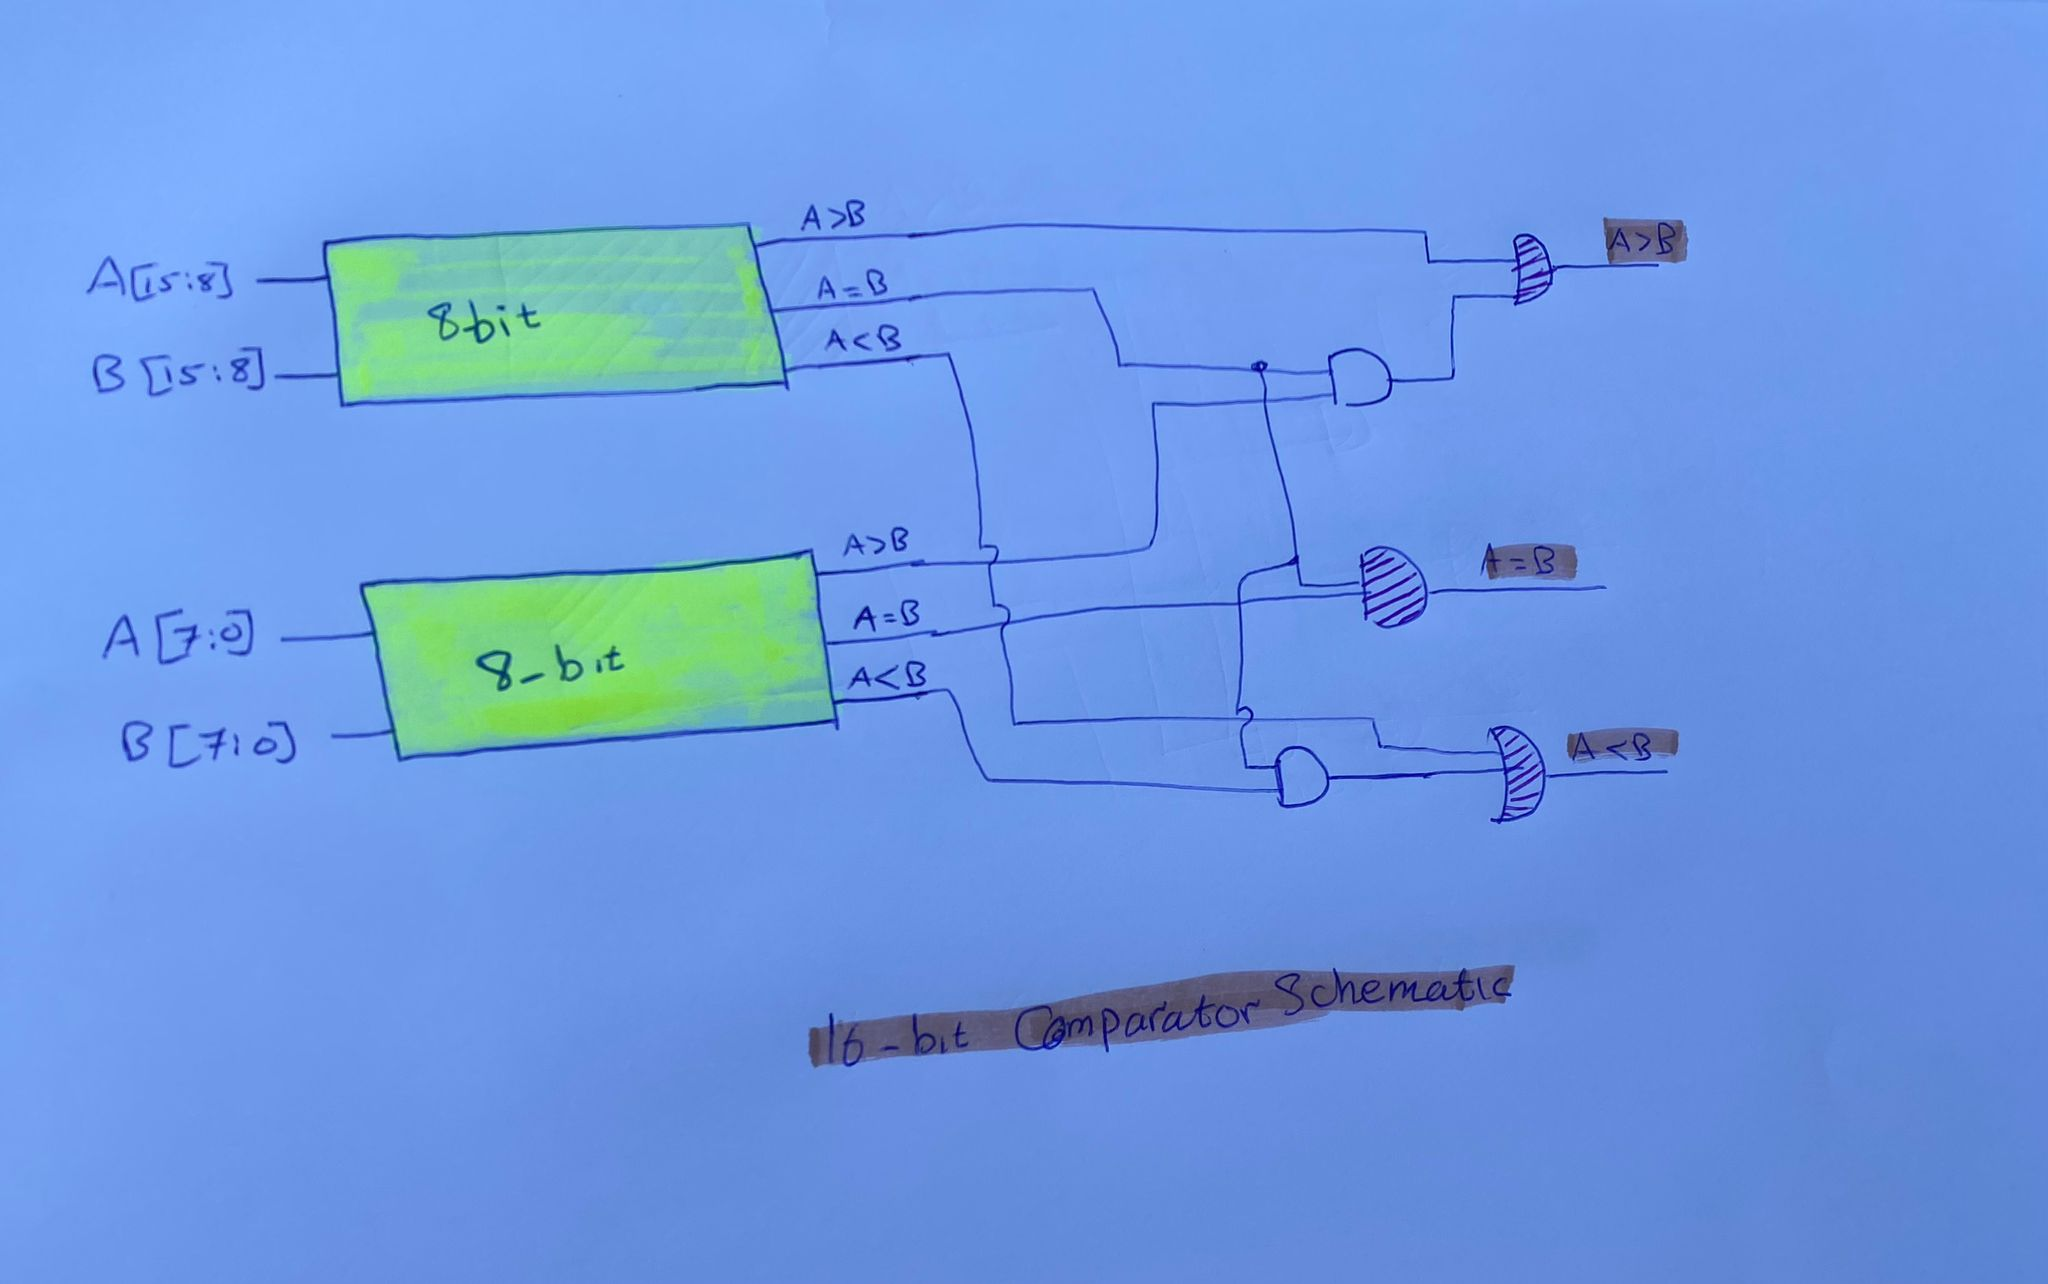 A>B
A>B
A=B
A[15:8]
8bit
A<B
B[15:8]
A>B
A=B
A=B
A[7:0]
8-bit
A<B
B[7:0]
A<B
16-bit Comparator Schematic